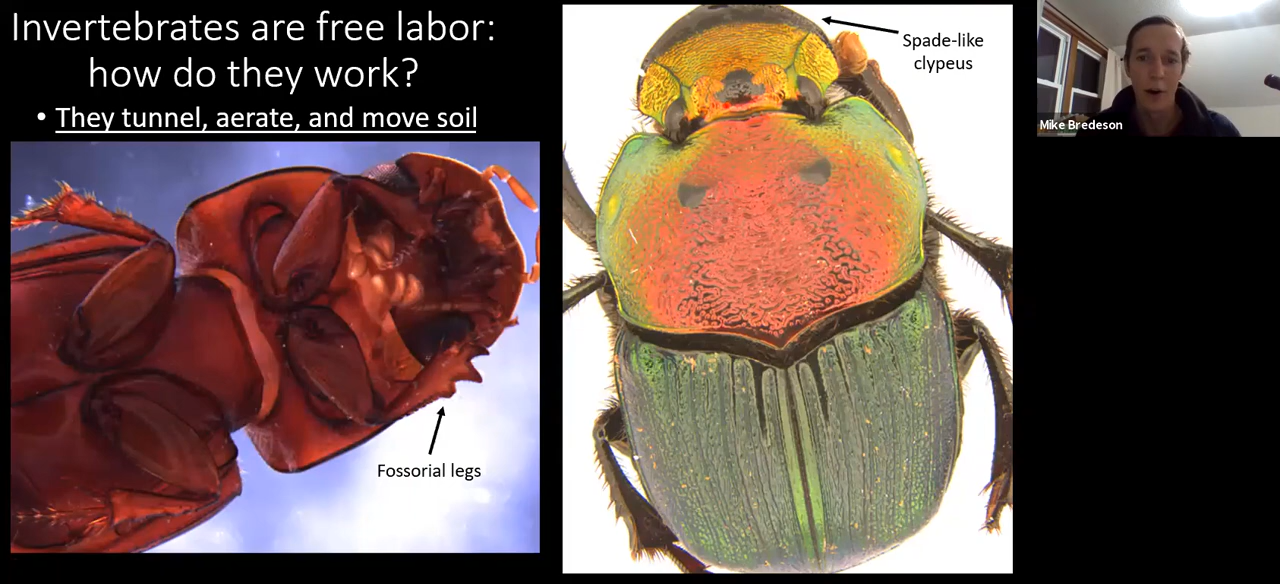 Invertebrates are free labor:
how do they work?
• They tunnel, aerate, and move soil
Fossorial legs
Spade-like
clypeus
Mike Bredeson